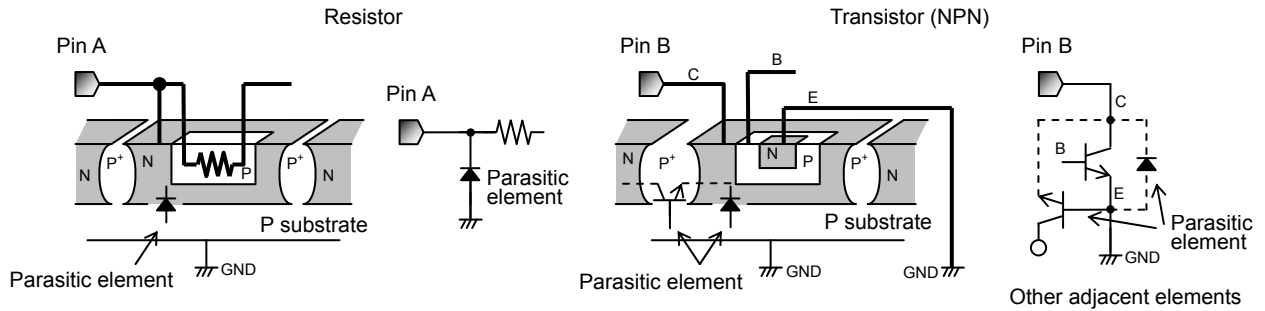 Resistor
Pin A
N
P+
N
P
P+
N
P substrate
Parasitic element
GND
Pin A
Parasitic
element
Transistor (NPN)
Pin B
C
B
E
N
P+
N
P
P+
N
P substrate
Parasitic element
GND
GND
Pin B
C
B
E
Parasitic
element
GND
Other adjacent elements